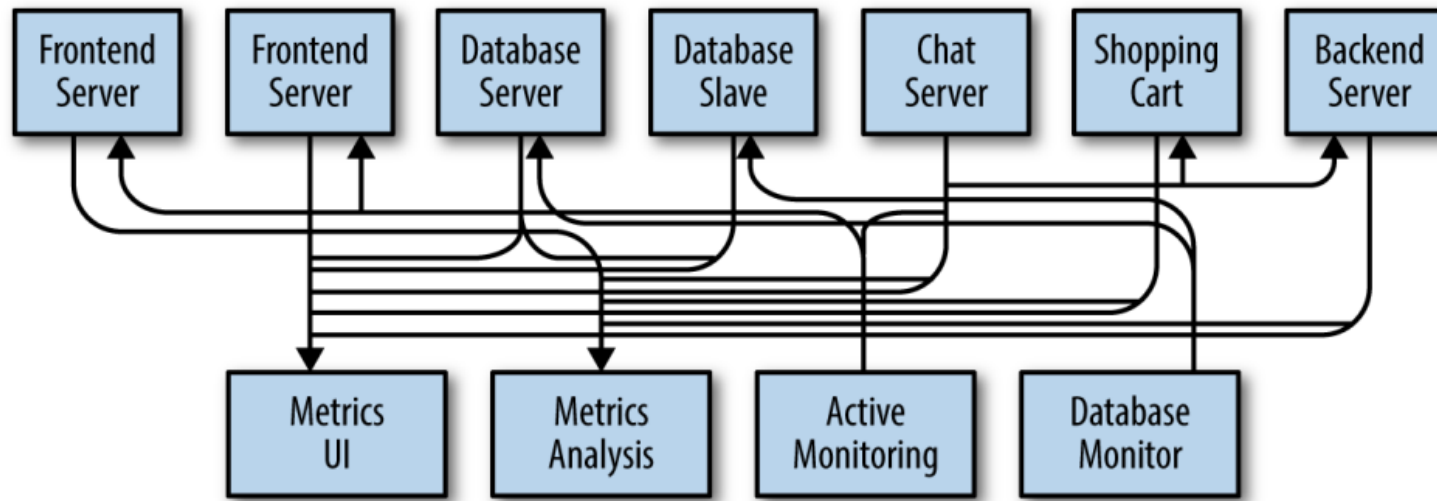 Frontend
Server
Frontend
Server
Database
Server
Database
Slave
Chat
Server
Shopping
Cart
Backend
Server
Metrics
UI
Metrics
Analysis
Active
Monitoring
Database
Monitor